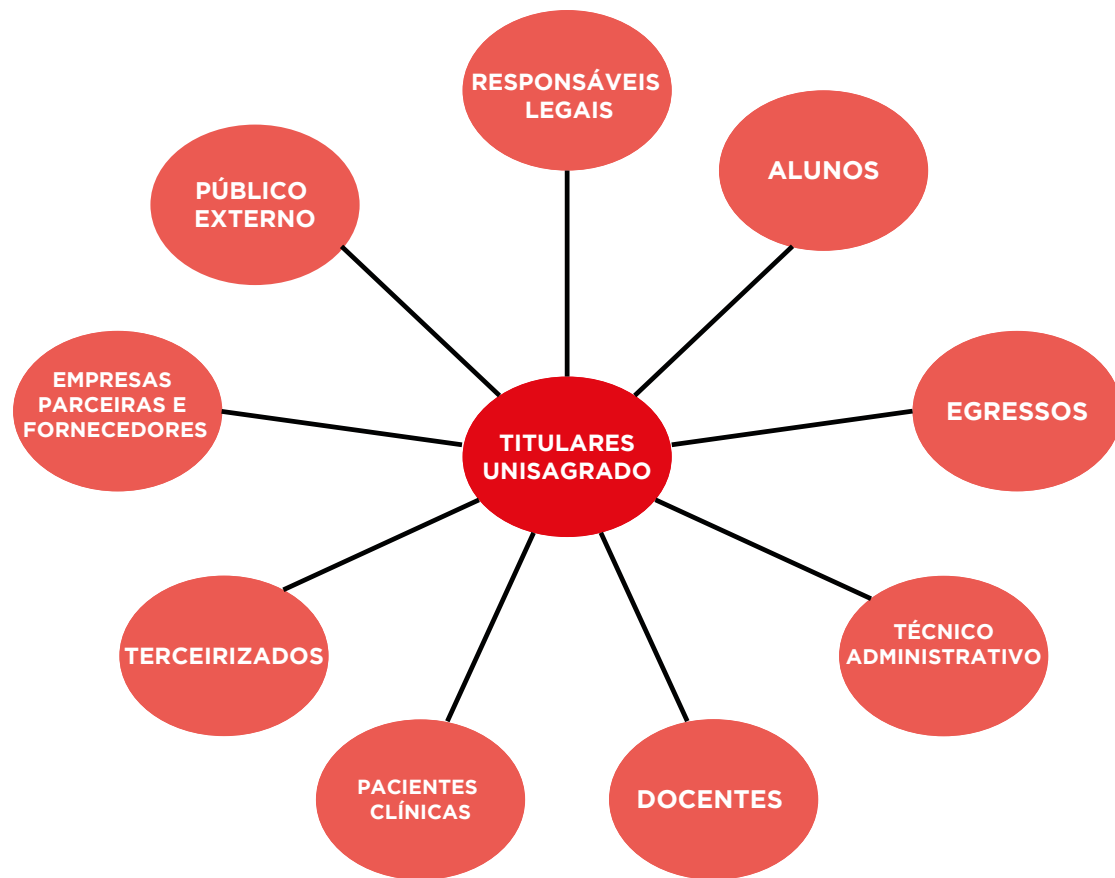 RESPONSÁVEIS
LEGAIS
ALUNOS
PÚBLICO
EXTERNO
EMPRESAS
PARCEIRAS E
FORNECEDORES
EGRESSOS
TITULARES
UNISAGRADO
TERCEIRIZADOS
TÉCNICO
ADMINISTRATIVO
PACIENTES
CLÍNICAS
DOCENTES